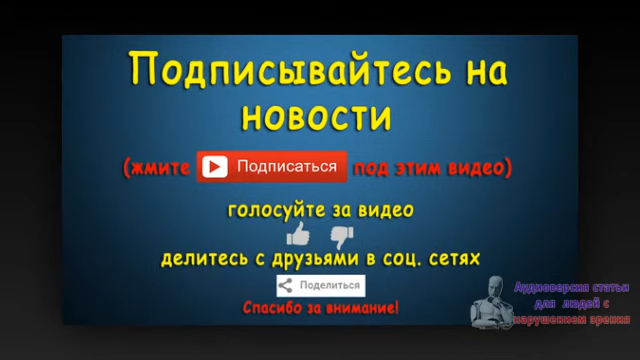 Подписывайтесь на
новости
(жмите Подписаться под этим видео)
голосуйте за видео
делитесь с друзьями в соц. сетях
Поделиться
Спасибо за внимание!
Аудиоверсия статьи
для людей с
нарушением зрения